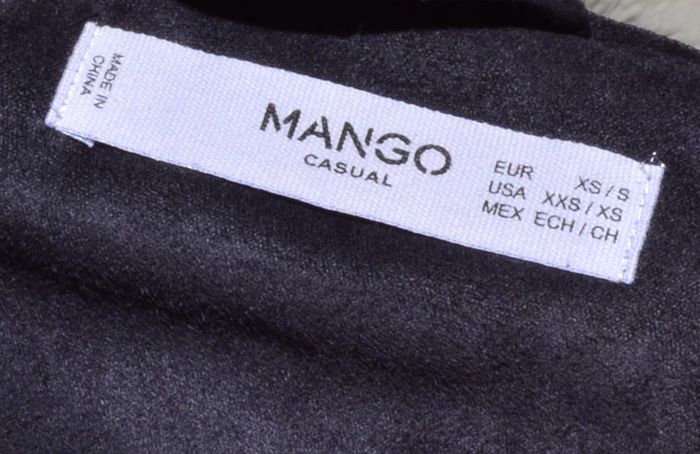 MADE IN
CHINA
MANGO
CASUAL
EUR XS / S
USA XXS / XS
MEX ECH / CH